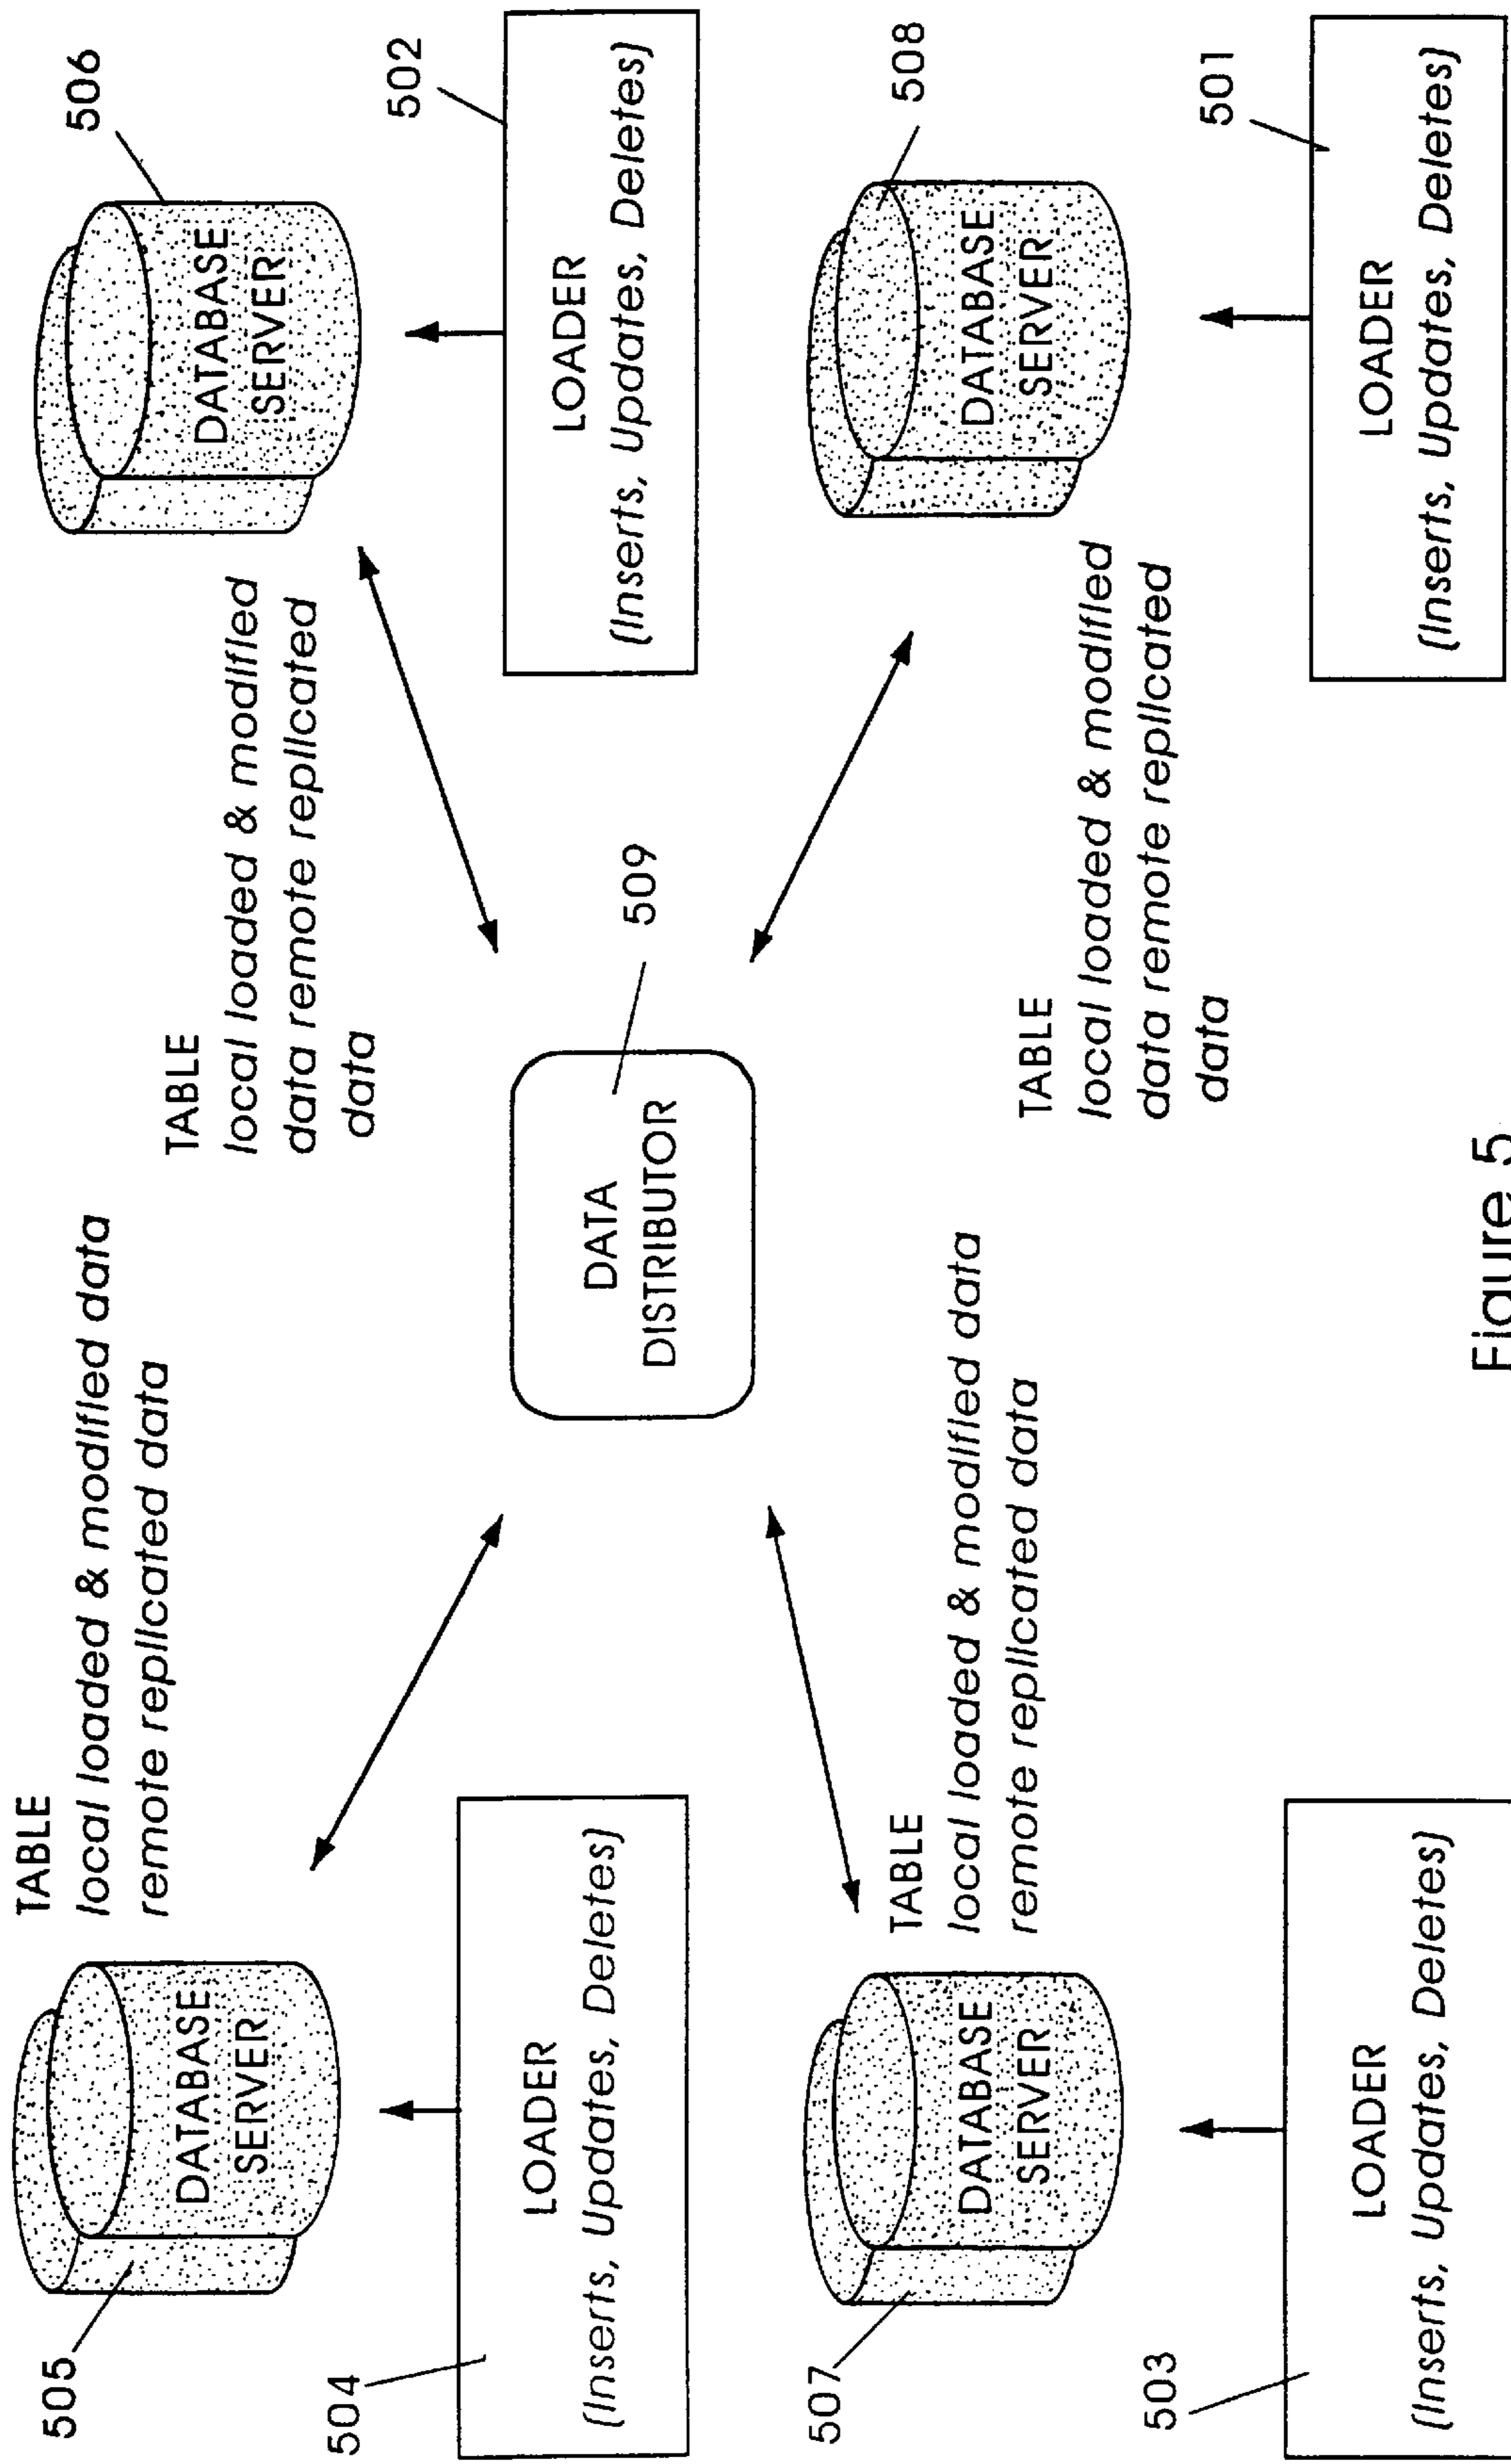 TABLE
local loaded & modified data
remote replicated data
505
DATABASE
SERVER
504
LOADER
(Inserts, Updates, Deletes)
506
DATABASE
SERVER
TABLE
local loaded & modified
data remote replicated
data
502
LOADER
(Inserts, Updates, Deletes)
DATA
DISTRIBUTOR
509
507
DATABASE
SERVER
TABLE
local loaded & modified data
remote replicated data
503
LOADER
(Inserts, Updates, Deletes)
508
DATABASE
SERVER
TABLE
local loaded & modified
data remote replicated
data
501
LOADER
(Inserts, Updates, Deletes)
Figure 5